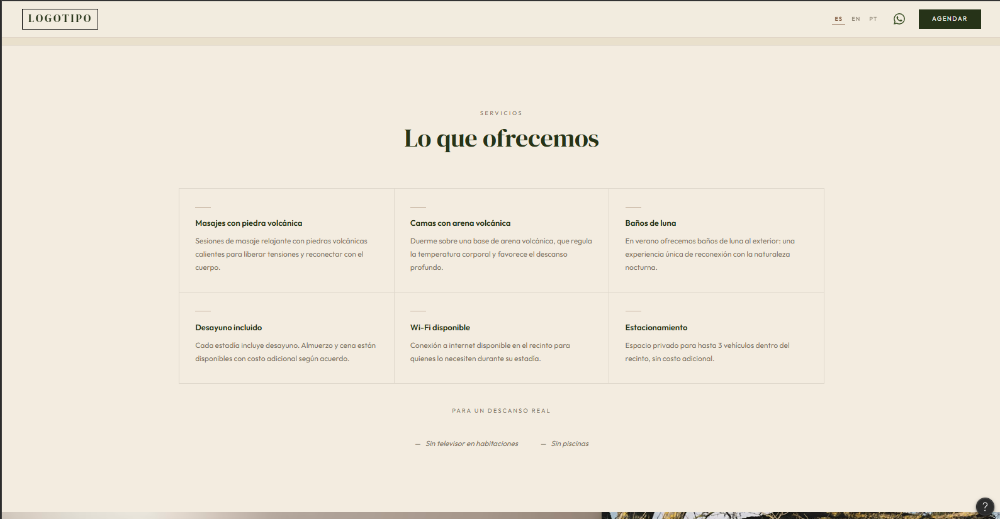 LOGOTIPO
ES EN PT
AGENDAR
SERVICIOS
Lo que ofrecemos
Masajes con piedra volcánica
Sesiones de masaje relajante con piedras volcánicas
calientes para liberar tensiones y reconectar con el
cuerpo.
Camas con arena volcánica
Duerme sobre una base de arena volcánica, que regula
la temperatura corporal y favorece el descanso
profundo.
Baños de luna
En verano ofrecemos baños de luna al exterior: una
experiencia única de reconexión con la naturaleza
nocturna.
Desayuno incluido
Cada estadía incluye desayuno. Almuerzo y cena están
disponibles con costo adicional según acuerdo.
Wi-Fi disponible
Conexión a internet disponible en el recinto para
quienes lo necesiten durante su estadía.
Estacionamiento
Espacio privado para hasta 3 vehículos dentro del
recinto, sin costo adicional.
PARA UN DESCANSO REAL
— Sin televisor en habitaciones
— Sin piscinas
?